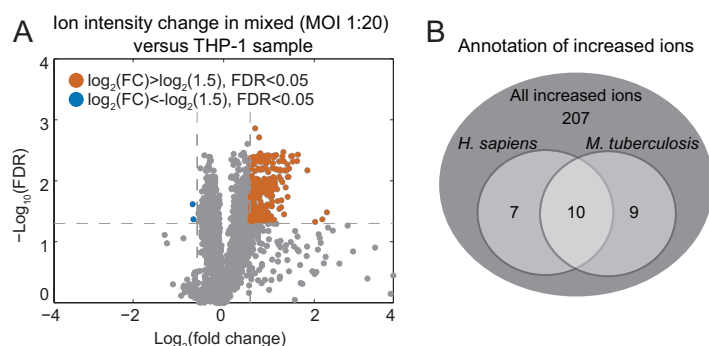 A
Ion intensity change in mixed (MOI 1:20)
versus THP-1 sample
log₂(FC)>log₂(1.5), FDR<0.05
log₂(FC)<-log₂(1.5), FDR<0.05
−Log₁₀(FDR)
4
3
2
1
0
−4
−2
0
2
4
Log₂(fold change)
B
Annotation of increased ions
All increased ions
207
H. sapiens
M. tuberculosis
7
10
9